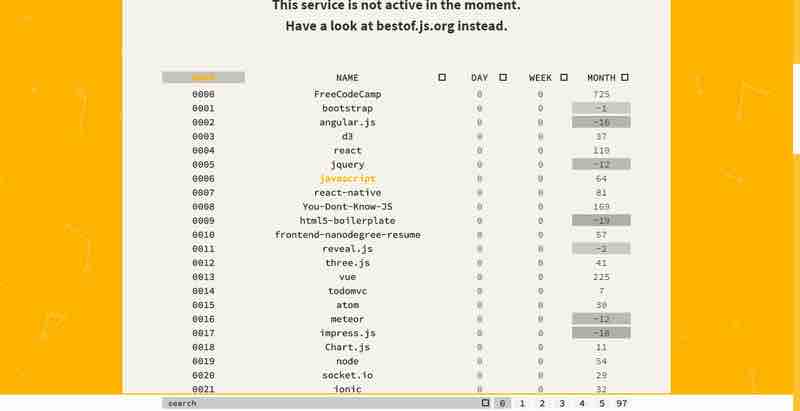 This service is not active in the moment.
Have a look at bestof.js.org instead.
NAME DAY WEEK MONTH
0000 FreeCodeCamp 0 0 725
0001 bootstrap 0 0 -1
0002 angular.js 0 0 -16
0003 d3 0 0 37
0004 react 0 0 110
0005 jquery 0 0 -12
0006 javascript 0 0 64
0007 react-native 0 0 81
0008 You-Dont-Know-JS 0 0 169
0009 html5-boilerplate 0 0 -19
0010 frontend-nanodegree-resume 0 0 57
0011 reveal.js 0 0 -2
0012 three.js 0 0 41
0013 vue 0 0 225
0014 todomvc 0 0 7
0015 atom 0 0 30
0016 meteor 0 0 -12
0017 impress.js 0 0 -18
0018 Chart.js 0 0 11
0019 node 0 0 54
0020 socket.io 0 0 29
0021 ionic 0 0 32
search 0 1 2 3 4 5 97